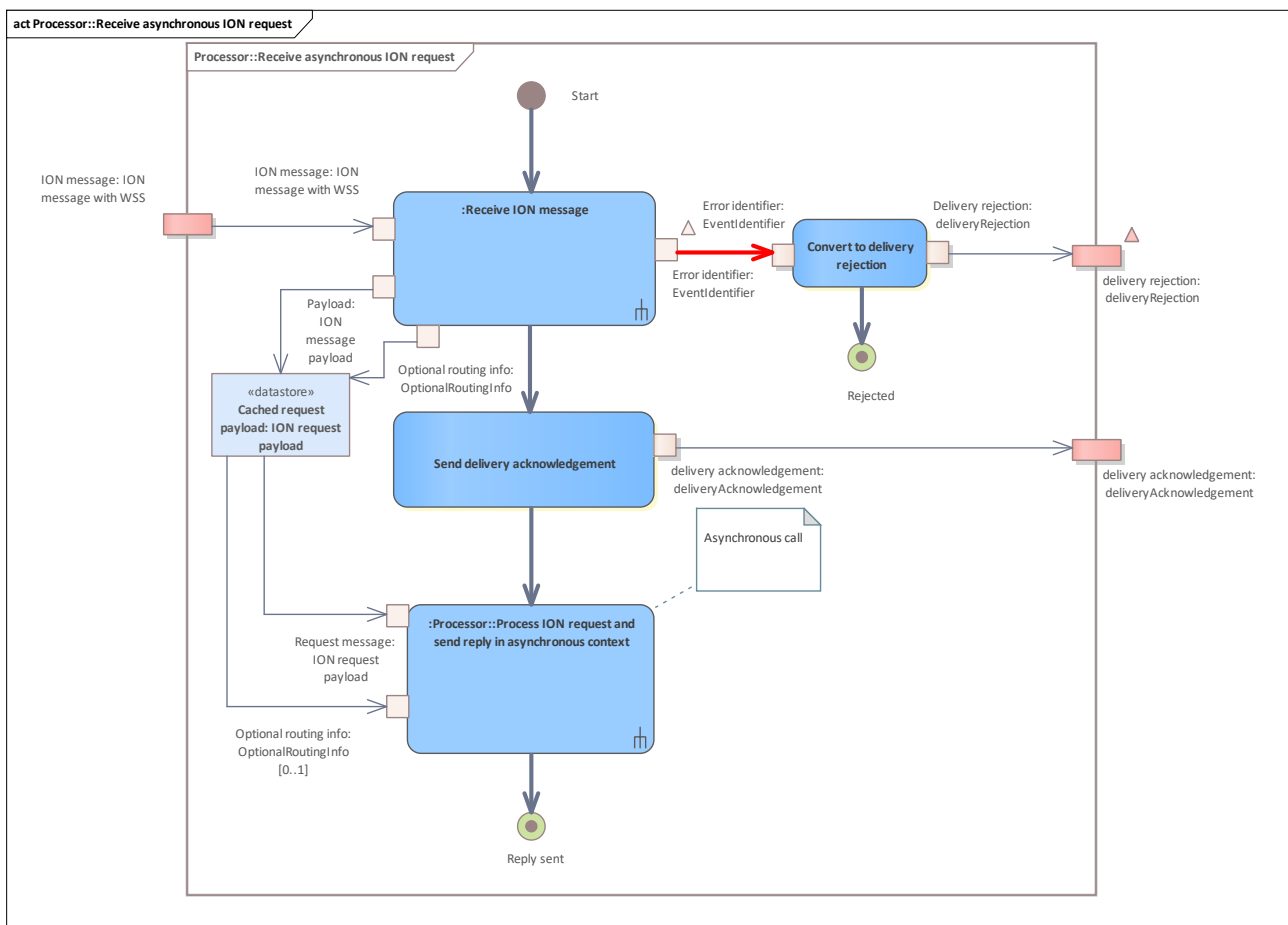 act Processor::Receive asynchronous ION request
Processor::Receive asynchronous ION request
Start
ION message: ION
message with WSS
ION message: ION
message with WSS
:Receive ION message
Error identifier:
EventIdentifier
Error identifier:
EventIdentifier
Convert to delivery
rejection
Delivery rejection:
deliveryRejection
delivery rejection:
deliveryRejection
Payload:
ION
message
payload
Optional routing info:
OptionalRoutingInfo
Rejected
«datastore»
Cached request
payload: ION request
payload
Send delivery acknowledgement
delivery acknowledgement:
deliveryAcknowledgement
delivery acknowledgement:
deliveryAcknowledgement
Asynchronous call
:Processor::Process ION request and
send reply in asynchronous context
Request message:
ION request
payload
Optional routing info:
OptionalRoutingInfo
[0..1]
Reply sent